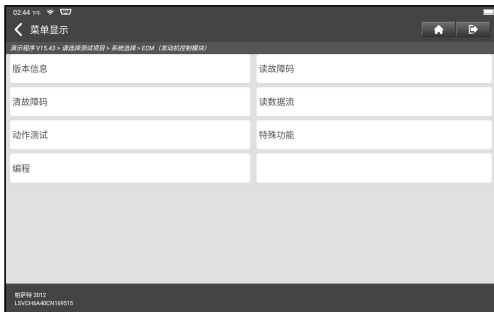 02:44 下午
菜单显示
演示程序 V15.43 > 请选择测试项目 > 系统选择 > ECM（发动机控制模块）
版本信息
读故障码
清故障码
读数据流
动作测试
特殊功能
编程
帕萨特 2012
LSVCH6A40CN169515